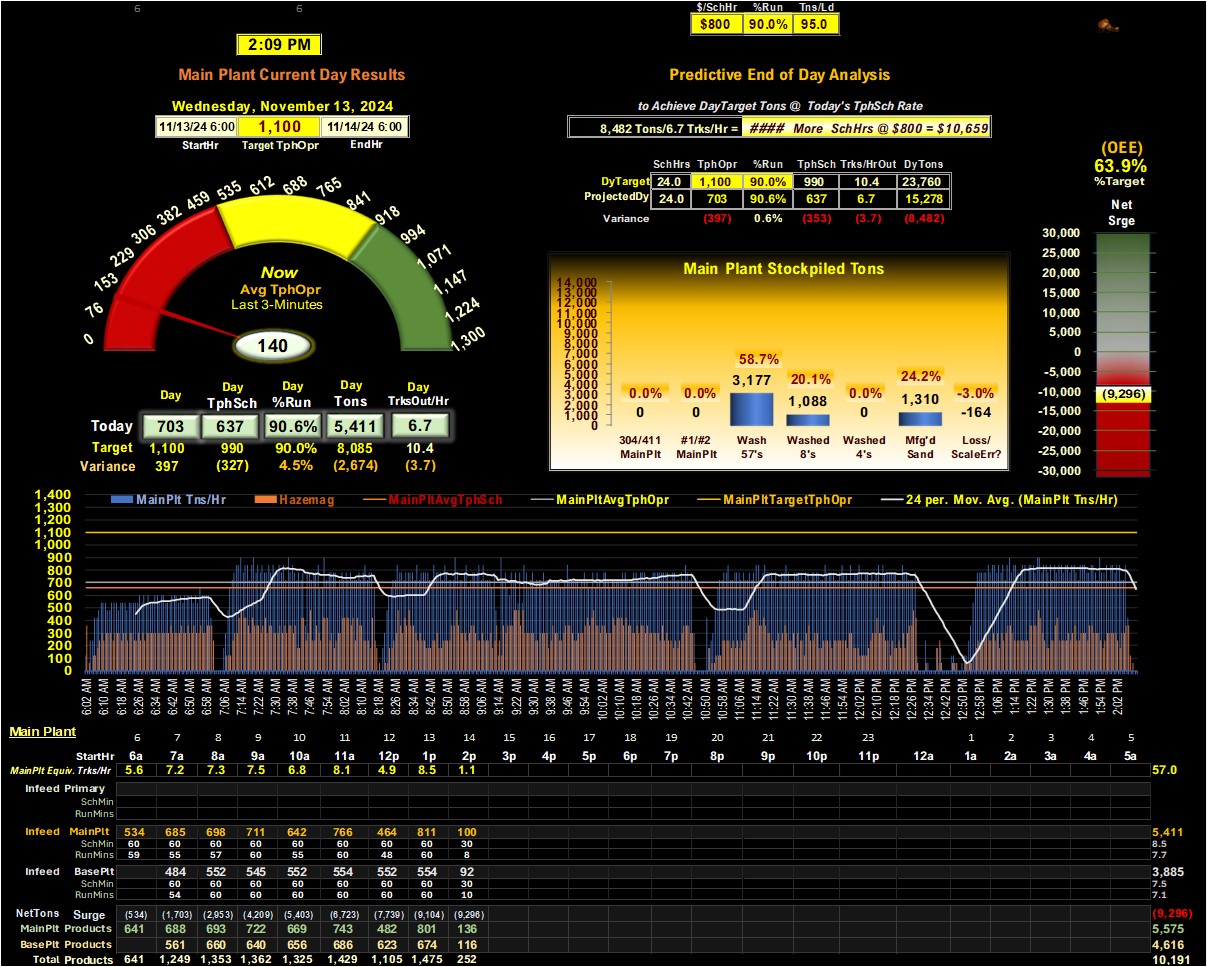 6 6
$/SchHr %Run Tns/Ld
$800 90.0% 95.0
2:09 PM
Main Plant Current Day Results
Predictive End of Day Analysis
Wednesday, November 13, 2024
to Achieve DayTarget Tons @ Today's TphSch Rate
11/13/24 6:00 1,100 11/14/24 6:00
StartHr Target TphOpr EndHr
8,482 Tons/6.7 Trks/Hr = #### More SchHrs @ $800 = $10,659
(OEE)
63.9%
%Target
SchHrs TphOpr %Run TphSch Trks/HrOut DyTons
DyTarget 24.0 1,100 90.0% 990 10.4 23,760
ProjectedDy 24.0 703 90.6% 637 6.7 15,278
Variance (397) 0.6% (353) (3.7) (8,482)
Net
Srge
30,000
25,000
20,000
15,000
10,000
5,000
0
-5,000
-10,000
-15,000
-20,000
-25,000
-30,000
(9,296)
0
76
153
229
306
382
459
535
612
688
765
841
918
994
1,071
1,147
1,224
1,300
Now
Avg TphOpr
Last 3-Minutes
140
Main Plant Stockpiled Tons
14,000
13,000
12,000
11,000
10,000
9,000
8,000
7,000
6,000
5,000
4,000
3,000
2,000
1,000
0
0.0% 0.0% 58.7% 20.1% 0.0% 24.2% -3.0%
0 0 3,177 1,088 0 1,310 -164
304/411 #1/#2 Wash Washed Washed Mfg'd Loss/
MainPlt MainPlt 57's 8's 4's Sand ScaleErr?
Day Day Day Day Day
TphSch %Run Tons TrksOut/Hr
Today 703 637 90.6% 5,411 6.7
Target 1,100 990 90.0% 8,085 10.4
Variance 397 (327) 4.5% (2,674) (3.7)
MainPlt Tns/Hr Hazemag MainPltAvgTphSch MainPltAvgTphOpr MainPltTargetTphOpr 24 per. Mov. Avg. (MainPlt Tns/Hr)
1,400
1,300
1,200
1,100
1,000
900
800
700
600
500
400
300
200
100
0
6:02 AM 6:10 AM 6:18 AM 6:26 AM 6:34 AM 6:42 AM 6:50 AM 6:58 AM 7:06 AM 7:14 AM 7:22 AM 7:30 AM 7:38 AM 7:46 AM 7:54 AM 8:02 AM 8:10 AM 8:18 AM 8:26 AM 8:34 AM 8:42 AM 8:50 AM 8:58 AM 9:06 AM 9:14 AM 9:22 AM 9:30 AM 9:38 AM 9:46 AM 9:54 AM 10:02 AM 10:10 AM 10:18 AM 10:26 AM 10:34 AM 10:42 AM 10:50 AM 10:58 AM 11:06 AM 11:14 AM 11:22 AM 11:30 AM 11:38 AM 11:46 AM 11:54 AM 12:02 PM 12:10 PM 12:18 PM 12:26 PM 12:34 PM 12:42 PM 12:50 PM 12:58 PM 1:06 PM 1:14 PM 1:22 PM 1:30 PM 1:38 PM 1:46 PM 1:54 PM 2:02 PM
Main Plant
6 7 8 9 10 11 12 13 14 15 16 17 18 19 20 21 22 23 1 2 3 4 5
StartHr 6a 7a 8a 9a 10a 11a 12p 1p 2p 3p 4p 5p 6p 7p 8p 9p 10p 11p 12a 1a 2a 3a 4a 5a
MainPlt Equiv. Trks/Hr 5.6 7.2 7.3 7.5 6.8 8.1 4.9 8.5 1.1 57.0
Infeed Primary
SchMin
RunMins
Infeed MainPlt 534 685 698 711 642 766 464 811 100 5,411
SchMin 60 60 60 60 60 60 60 60 30 8.5
RunMins 59 55 57 60 55 60 48 60 8 7.7
Infeed BasePlt 484 552 545 552 554 552 554 92 3,885
SchMin 60 60 60 60 60 60 60 30 7.5
RunMins 54 60 60 60 60 60 60 10 7.1
NetTons Surge (534) (1,703) (2,953) (4,209) (5,403) (6,723) (7,739) (9,104) (9,296) (9,296)
MainPlt Products 641 688 693 722 669 743 482 801 136 5,575
BasePlt Products 561 660 640 656 686 623 674 116 4,616
Total Products 641 1,249 1,353 1,362 1,325 1,429 1,105 1,475 252 10,191